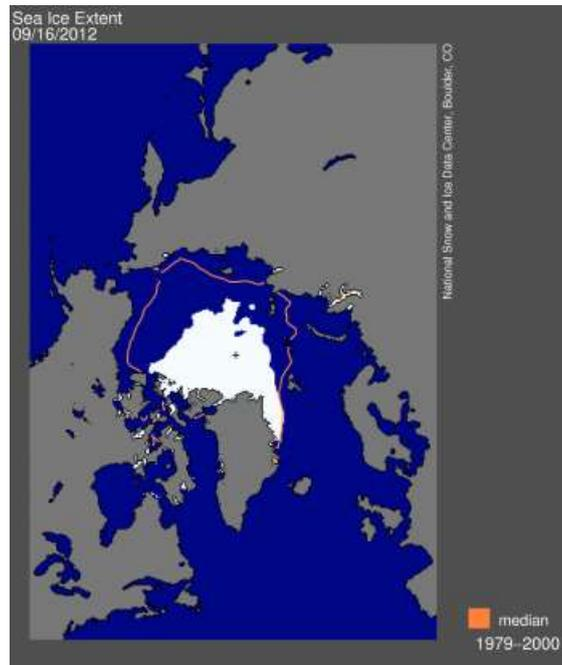 Sea Ice Extent
09/16/2012
National Snow and Ice Data Center, Boulder, CO
median
1979-2000